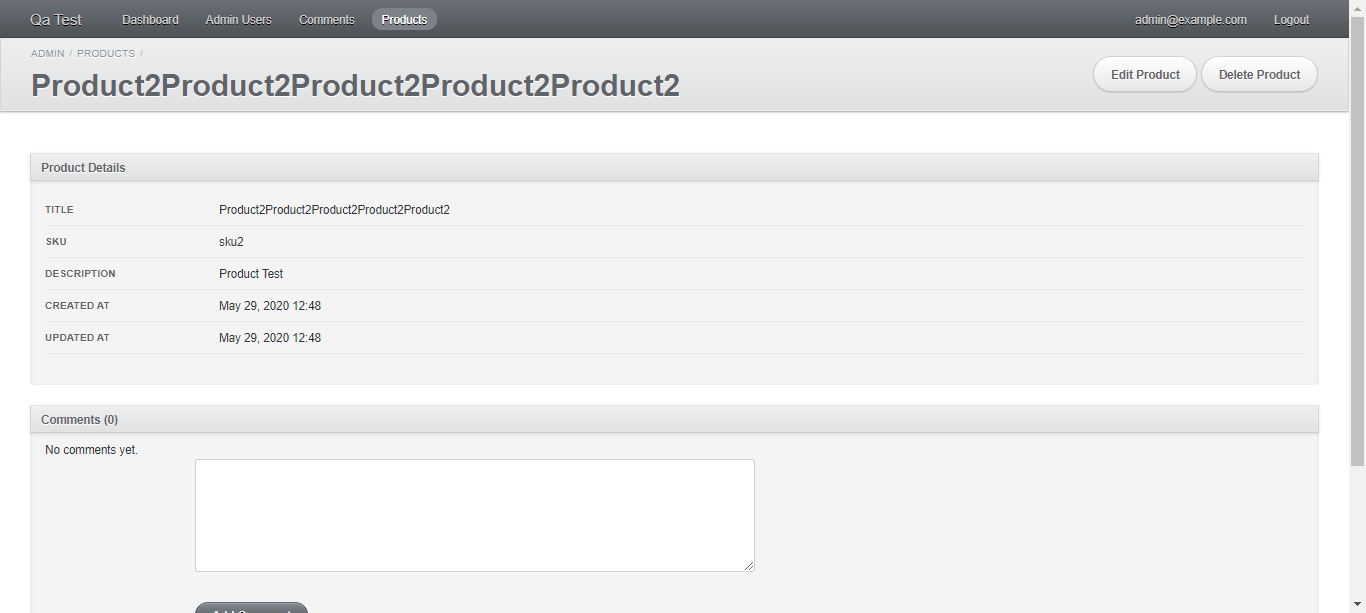 Qa Test Dashboard Admin Users Comments Products admin@example.com Logout
ADMIN / PRODUCTS /
Product2Product2Product2Product2Product2 Edit Product Delete Product
Product Details
TITLE Product2Product2Product2Product2Product2
SKU sku2
DESCRIPTION Product Test
CREATED AT May 29, 2020 12:48
UPDATED AT May 29, 2020 12:48
Comments (0)
No comments yet.